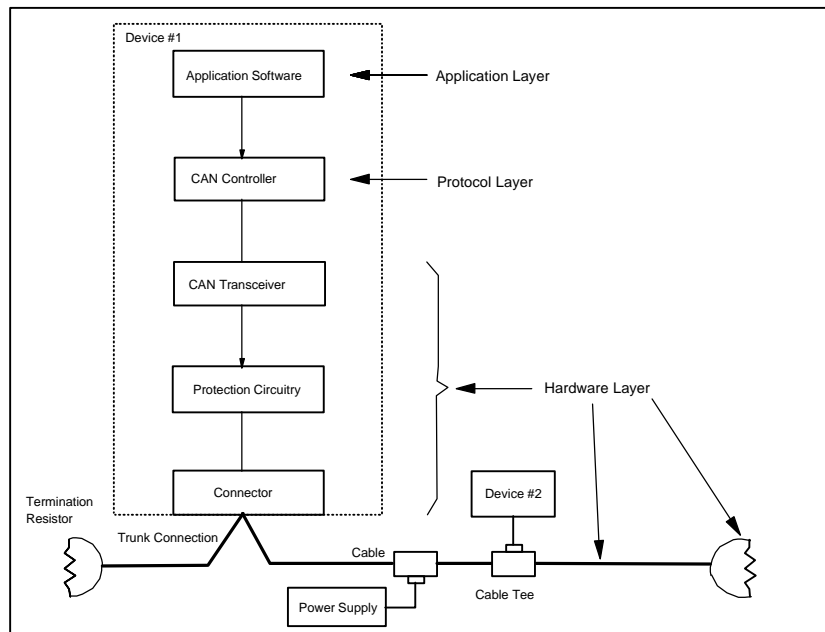 Device #1
Application Software
Application Layer
CAN Controller
Protocol Layer
CAN Transceiver
Protection Circuitry
Hardware Layer
Connector
Device #2
Termination
Resistor
Trunk Connection
Cable
Cable Tee
Power Supply